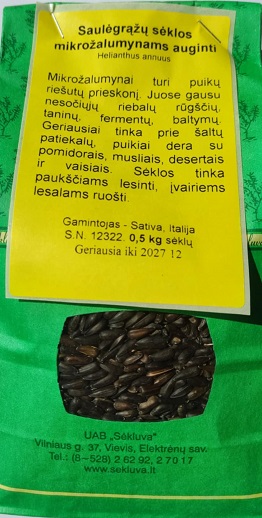 Saulėgrąžų sėklos
mikrožalumynams auginti
Helianthus annuus
Mikrožalumynai turi puikų
riešutų prieskonį. Juose gausu
nesočiųjų riebalų rūgščių,
taninų, fermentų, baltymų.
Geriausiai tinka prie šaltų
patiekalų, puikiai dera su
pomidorais, musliais, desertais
ir vaisiais. Sėklos tinka
paukščiams lesinti, įvairiems
lesalams ruošti.
Gamintojas - Sativa, Italija
S.N. 12322. 0,5 kg sėklų
Geriausia iki 2027 12
UAB „Sėkluva“
Vilniaus g. 37, Vievis, Elektrėnų sav.
Tel.: (8~528) 2 62 92, 2 70 17
www.sekluva.lt